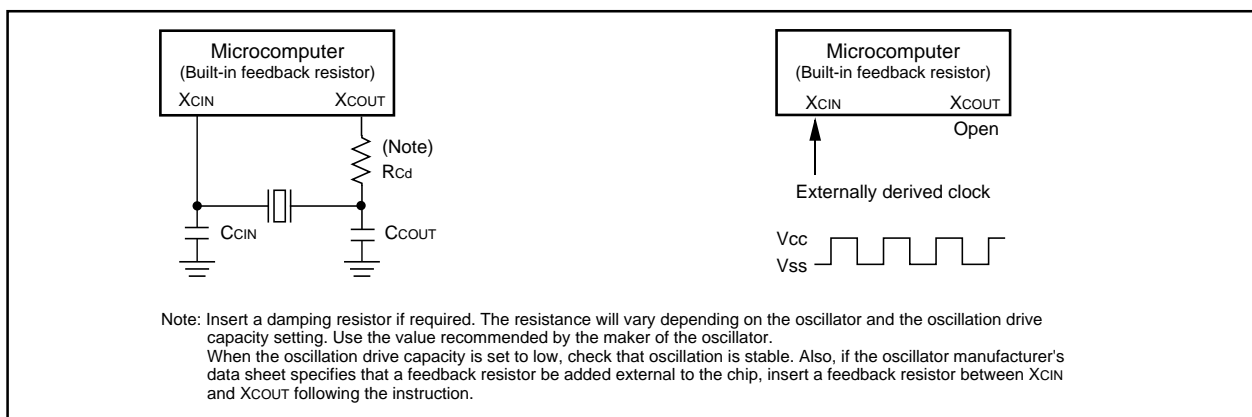 Microcomputer
(Built-in feedback resistor)
XCIN XCOUT
(Note)
RCd
CCIN CCOUT
Microcomputer
(Built-in feedback resistor)
XCIN XCOUT
Open
Externally derived clock
Vcc
Vss
Note: Insert a damping resistor if required. The resistance will vary depending on the oscillator and the oscillation drive
capacity setting. Use the value recommended by the maker of the oscillator.
When the oscillation drive capacity is set to low, check that oscillation is stable. Also, if the oscillator manufacturer's
data sheet specifies that a feedback resistor be added external to the chip, insert a feedback resistor between XCIN
and XCOUT following the instruction.